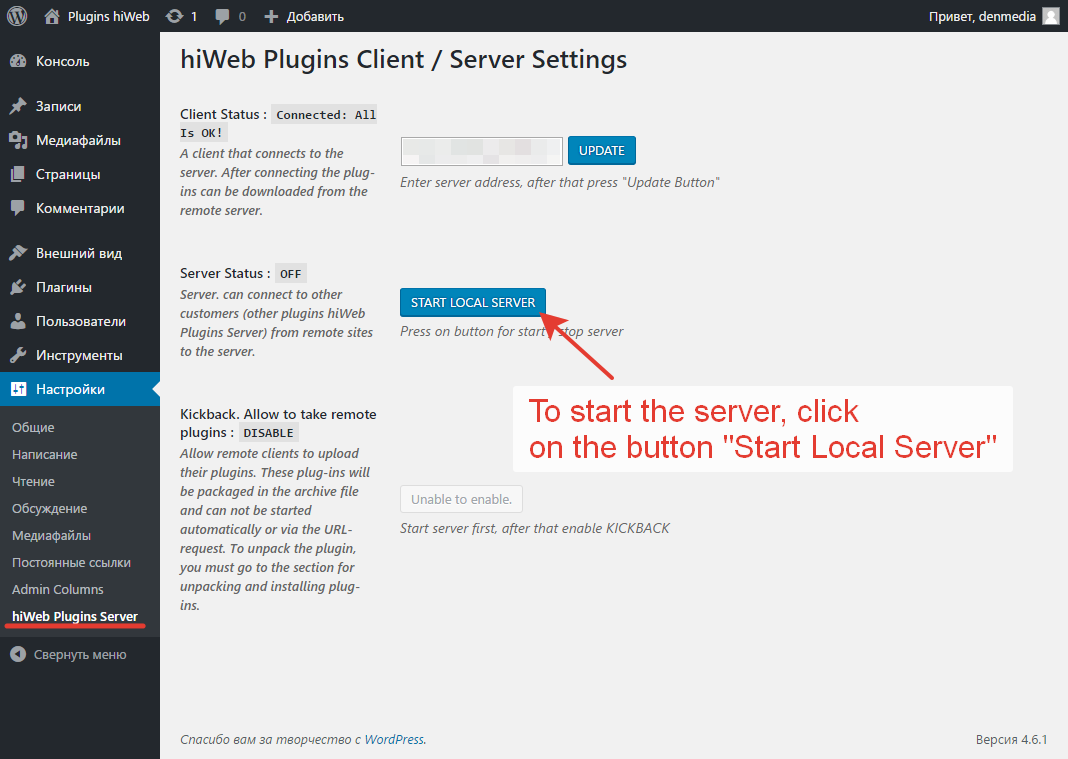 Plugins hiWeb 1 0 Добавить Привет, denmedia
Консоль
Записи
Медиафайлы
Страницы
Комментарии
Внешний вид
Плагины
Пользователи
Инструменты
Настройки
Общие
Написание
Чтение
Обсуждение
Медиафайлы
Постоянные ссылки
Admin Columns
hiWeb Plugins Server
Свернуть меню
hiWeb Plugins Client / Server Settings
Client Status : Connected: All
Is OK!
A client that connects to the
server. After connecting the plug-
ins can be downloaded from the
remote server.
UPDATE
Enter server address, after that press "Update Button"
Server Status : OFF
Server. can connect to other
customers (other plugins hiWeb
Plugins Server) from remote sites
to the server.
START LOCAL SERVER
Press on button for start stop server
To start the server, click
on the button "Start Local Server"
Kickback. Allow to take remote
plugins : DISABLE
Allow remote clients to upload
their plugins. These plug-ins will
be packaged in the archive file
and can not be started
automatically or via the URL-
request. To unpack the plugin,
you must go to the section for
unpacking and installing plug-
ins.
Unable to enable.
Start server first, after that enable KICKBACK
Спасибо вам за творчество с WordPress.
Версия 4.6.1